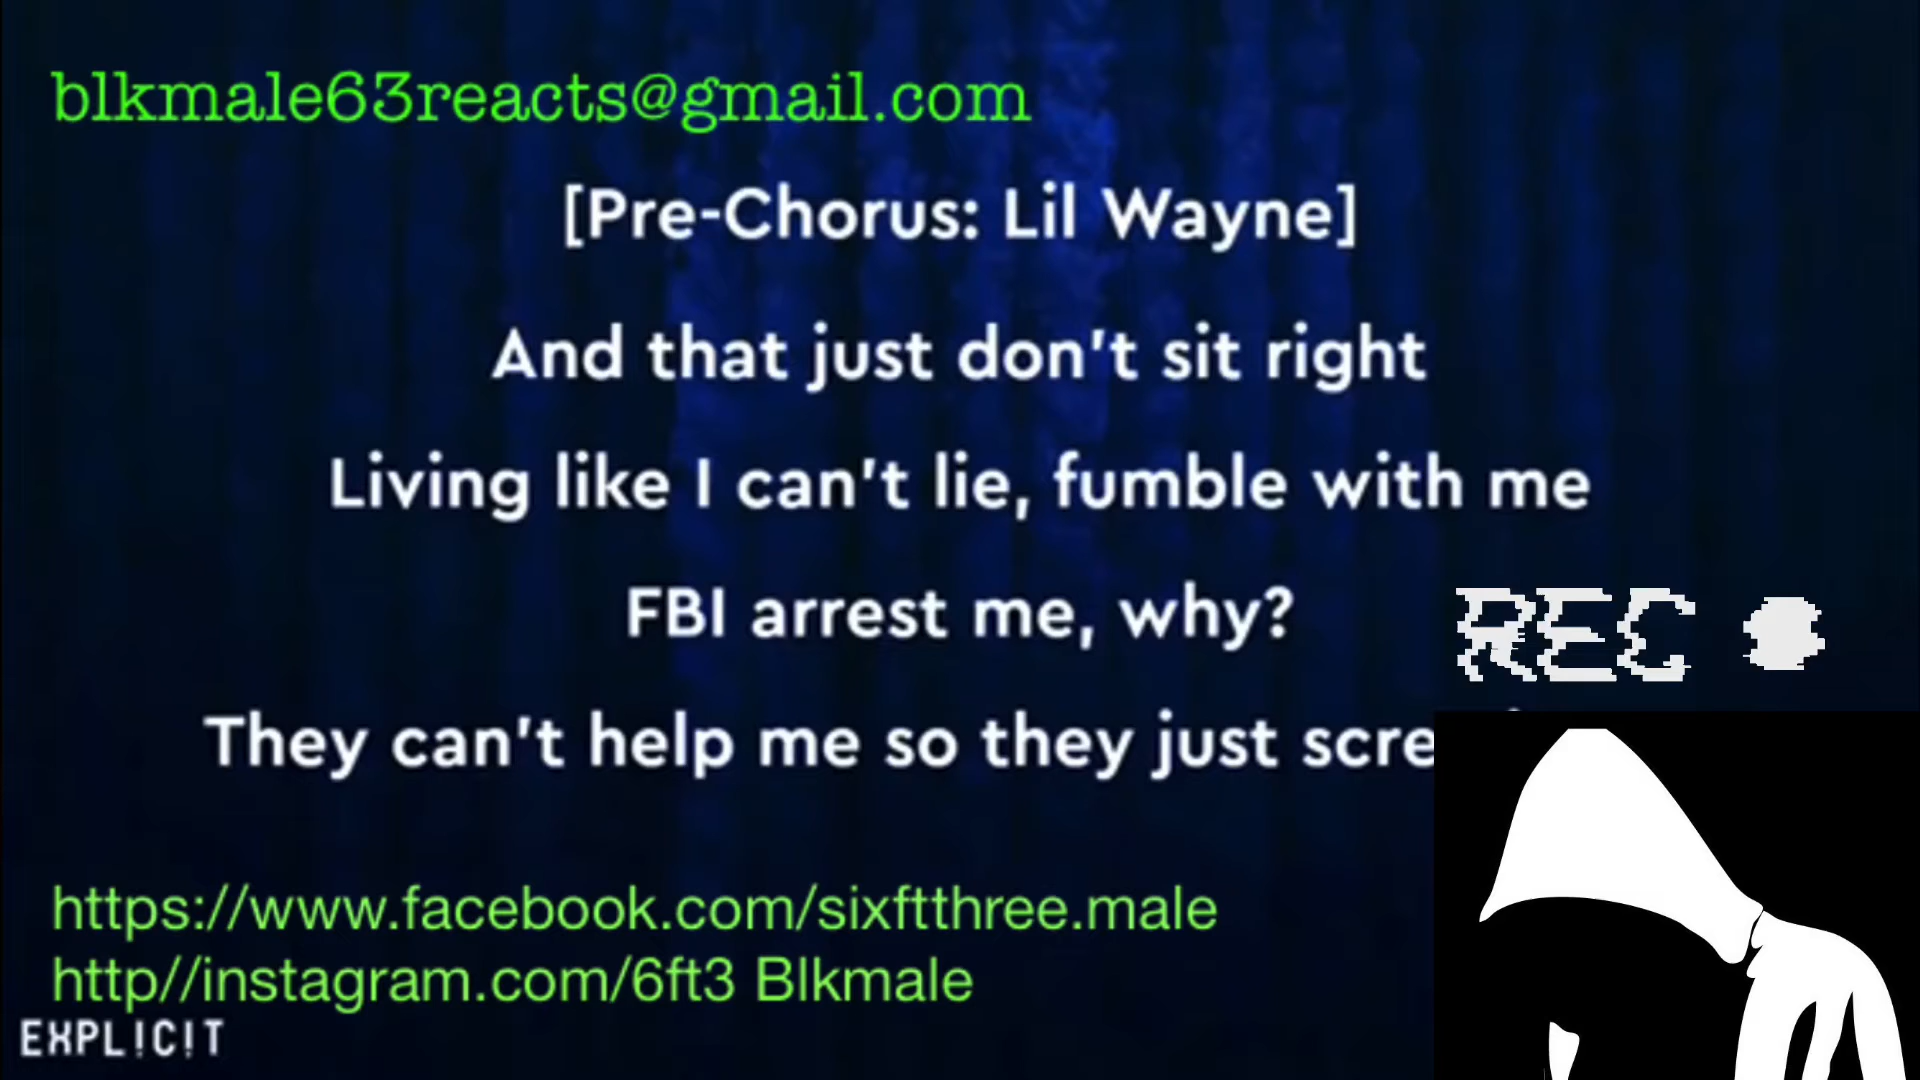 blkmale63reacts@gmail.com
[Pre-Chorus: Lil Wayne]
And that just don't sit right
Living like I can't lie, fumble with me
FBI arrest me, why?
They can't help me so they just
REC
https://www.facebook.com/sixftthree.male
http//instagram.com/6ft3 Blkmale
EXPL!C!T